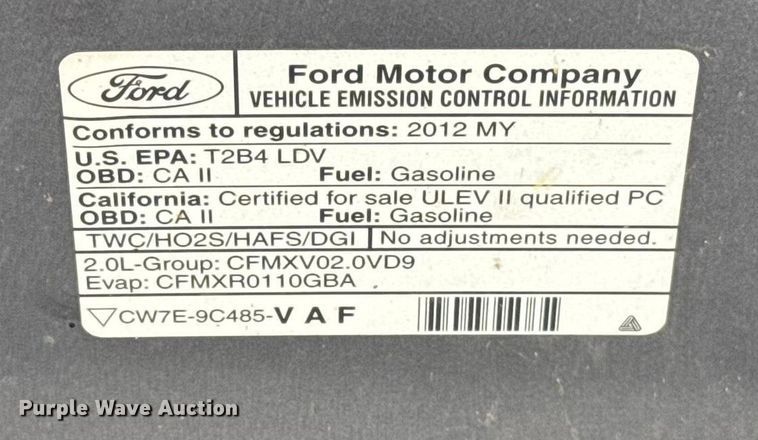 Ford
Ford Motor Company
VEHICLE EMISSION CONTROL INFORMATION
Conforms to regulations: 2012 MY
U.S. EPA: T2B4 LDV
OBD: CA II Fuel: Gasoline
California: Certified for sale ULEV II qualified PC
OBD: CA II Fuel: Gasoline
TWC/HO2S/HAFS/DGI No adjustments needed.
2.0L-Group: CFMXV02.0VD9
Evap: CFMXR0110GBA
CW7E-9C485-V A F
Purple Wave Auction